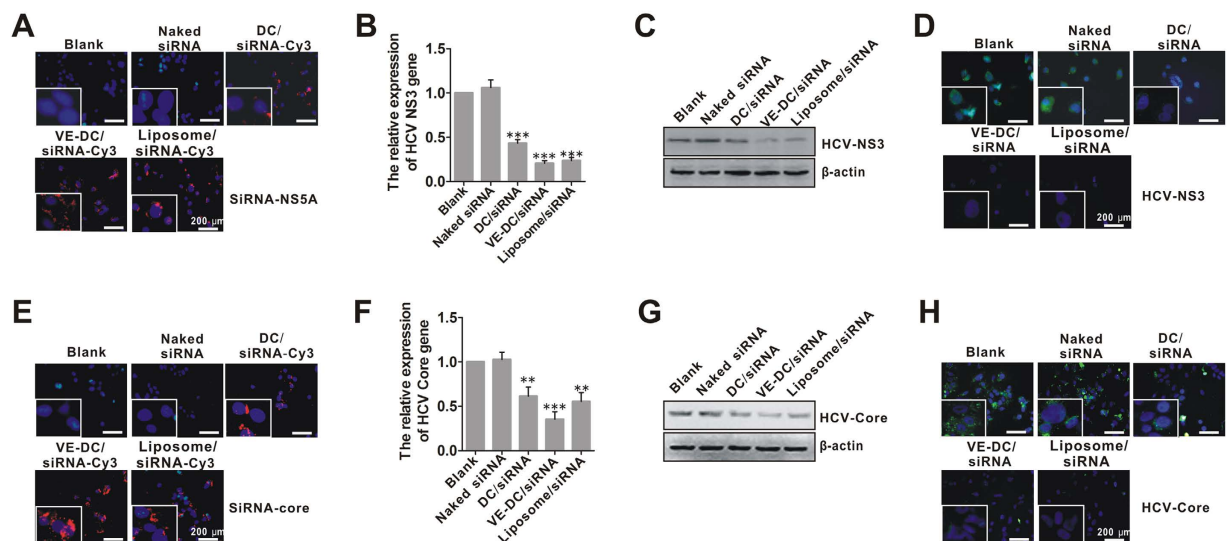 A
Blank
Naked
siRNA
DC/
siRNA-Cy3
VE-DC/
siRNA-Cy3
Liposome/
siRNA-Cy3
SiRNA-NS5A
200 μm
B
The relative expression
of HCV NS3 gene
1.5
1.0
0.5
0.0
***
***
***
Blank
Naked siRNA
DC/siRNA
VE-DC/siRNA
Liposome/siRNA
C
Blank
Naked siRNA
DC/siRNA
VE-DC/siRNA
Liposome/siRNA
HCV-NS3
β-actin
D
Blank
Naked
siRNA
DC/
siRNA
VE-DC/
siRNA
Liposome/
siRNA
HCV-NS3
200 μm
E
Blank
Naked
siRNA
DC/
siRNA-Cy3
VE-DC/
siRNA-Cy3
Liposome/
siRNA-Cy3
SiRNA-core
200 μm
F
The relative expression
of HCV Core gene
1.5
1.0
0.5
0.0
**
***
**
Blank
Naked siRNA
DC/siRNA
VE-DC/siRNA
Liposome/siRNA
G
Blank
Naked siRNA
DC/siRNA
VE-DC/siRNA
Liposome/siRNA
HCV-Core
β-actin
H
Blank
Naked
siRNA
DC/
siRNA
VE-DC/
siRNA
Liposome/
siRNA
HCV-Core
200 μm